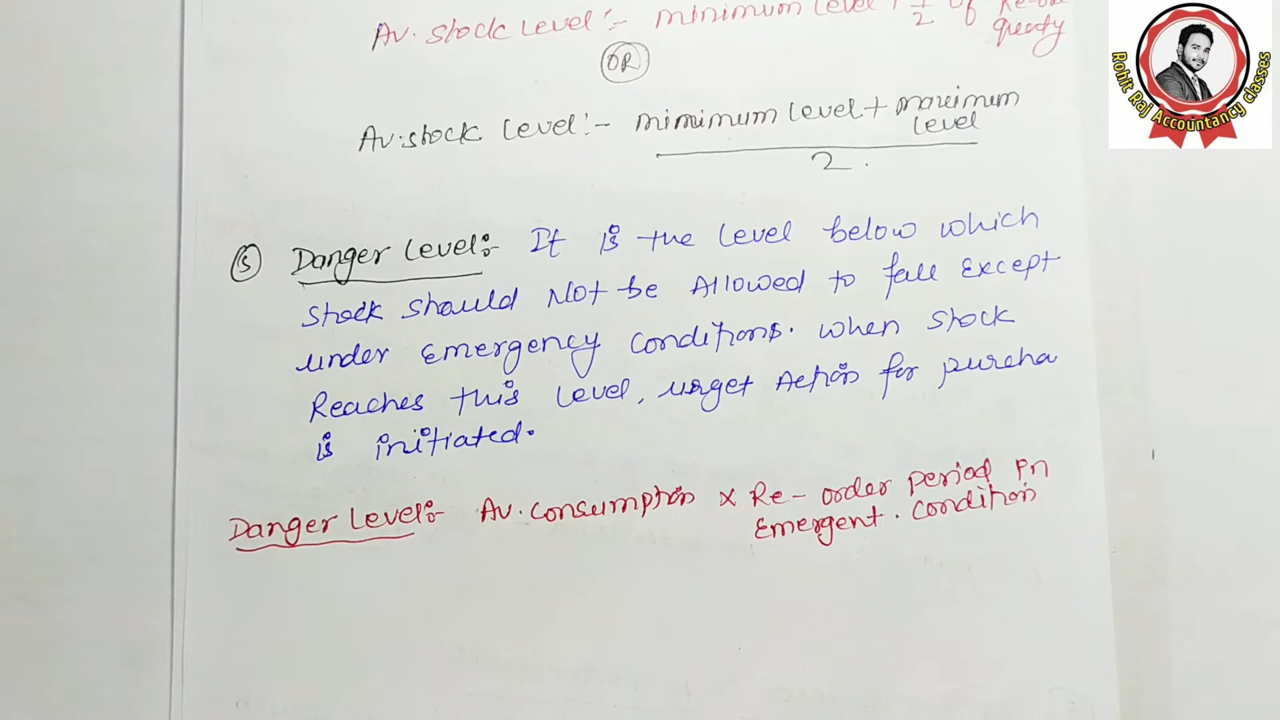 Av. stock Level :- minimum Level + 1/2 of Re-or
quenty
OR
Av. stock Level :- minimum Level + maximum
Level
2.
5 Danger Level :- It is the Level below which
stock should Not be Allowed to fall Except
under Emergency conditions. when stock
Reaches this Level, urget Action for purcha
is initiated.
Danger Level :- Av. consumption × Re-order period in
Emergent. condition
Rohit Raj Accountancy classes